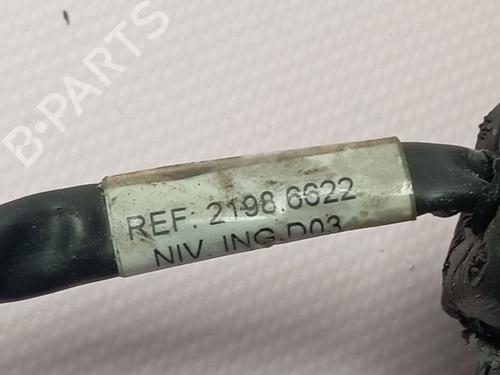 B-PARTS
REF: 2198.6622
NIV. ING.D03